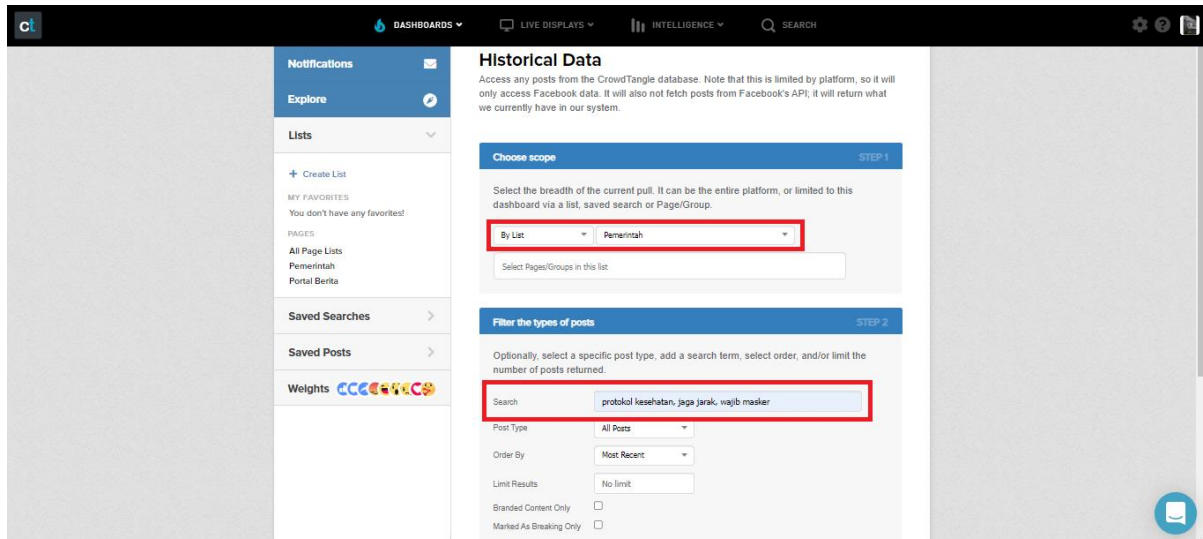 ct
DASHBOARDS
LIVE DISPLAYS
INTELLIGENCE
SEARCH
Notifications
Explore
Lists
+ Create List
MY FAVORITES
You don't have any favorites!
PAGES
All Page Lists
Pemerintah
Portal Berita
Saved Searches
Saved Posts
Weights
Historical Data
Access any posts from the CrowdTangle database. Note that this is limited by platform, so it will
only access Facebook data. It will also not fetch posts from Facebook's API; it will return what
we currently have in our system.
Choose scope STEP 1
Select the breadth of the current pull. It can be the entire platform, or limited to this
dashboard via a list, saved search or Page/Group.
By List Pemerintah
Select Pages/Groups in this list
Filter the types of posts STEP 2
Optionally, select a specific post type, add a search term, select order, and/or limit the
number of posts returned.
Search protokol kesehatan, jaga jarak, wajib masker
Post Type All Posts
Order By Most Recent
Limit Results No limit
Branded Content Only
Marked As Breaking Only